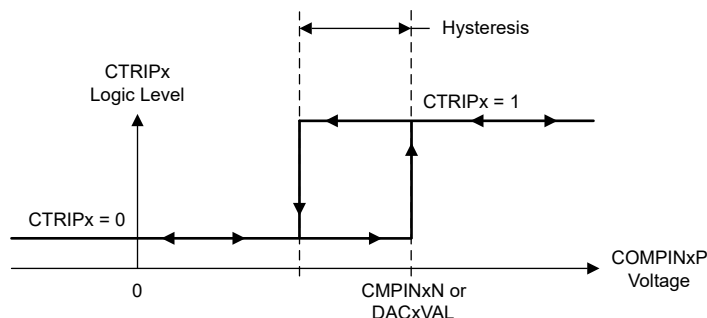 Hysteresis
CTRIPx
Logic Level
CTRIPx = 1
CTRIPx = 0
COMPINxP
Voltage
0
CMPINxN or
DACxVAL